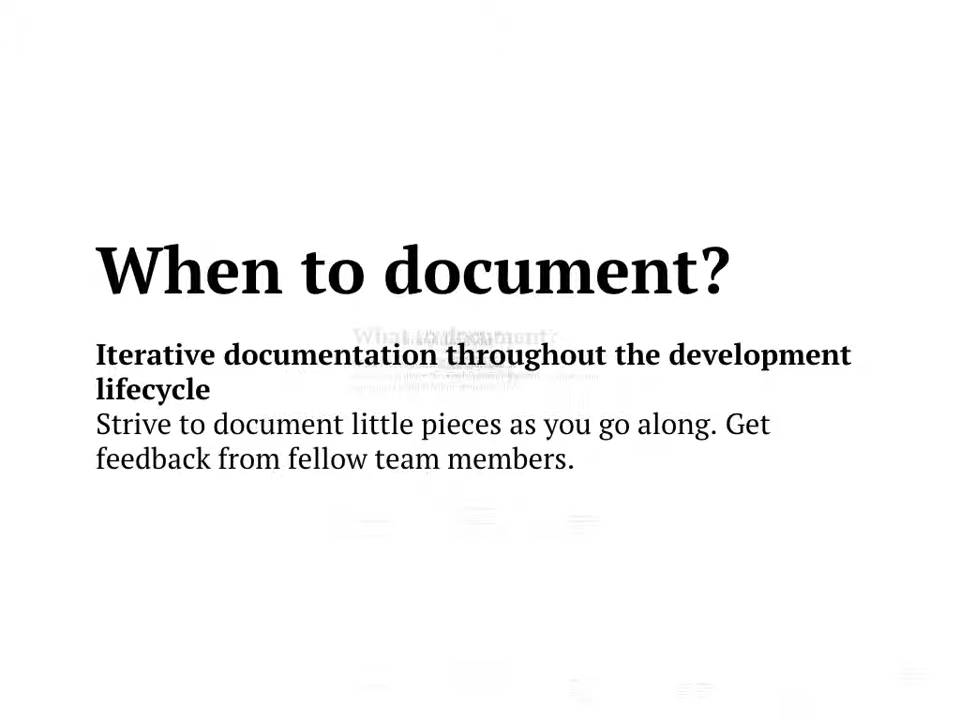 When to document?
Iterative documentation throughout the development
lifecycle
Strive to document little pieces as you go along. Get
feedback from fellow team members.